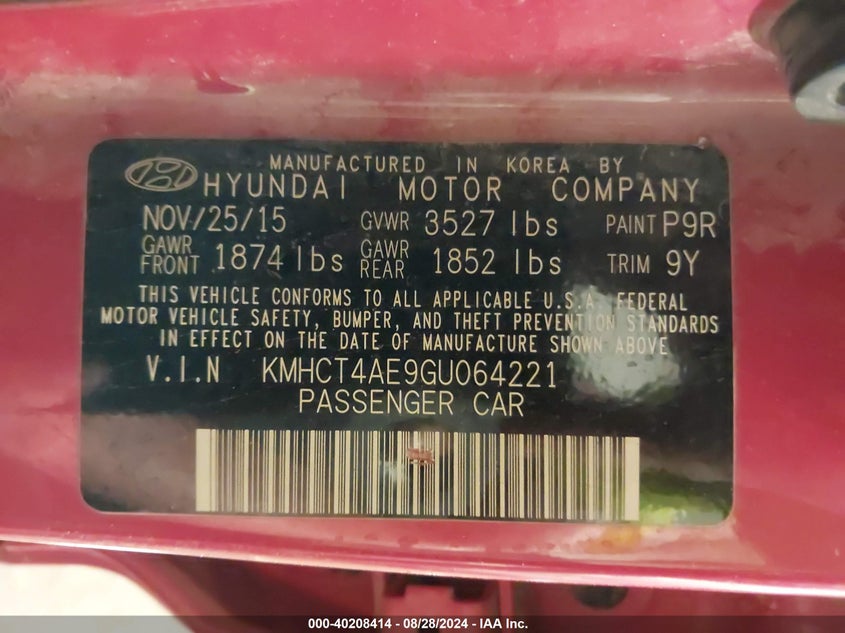 MANUFACTURED IN KOREA BY
HYUNDAI MOTOR COMPANY
NOV/25/15 GVWR 3527 lbs PAINT P9R
GAWR FRONT 1874 lbs GAWR REAR 1852 lbs TRIM 9Y
THIS VEHICLE CONFORMS TO ALL APPLICABLE U.S.A. FEDERAL
MOTOR VEHICLE SAFETY, BUMPER, AND THEFT PREVENTION STANDARDS
IN EFFECT ON THE DATE OF MANUFACTURE SHOWN ABOVE
V.I.N KMHCT4AE9GU064221
PASSENGER CAR
000-40208414 - 08/28/2024 - IAA Inc.